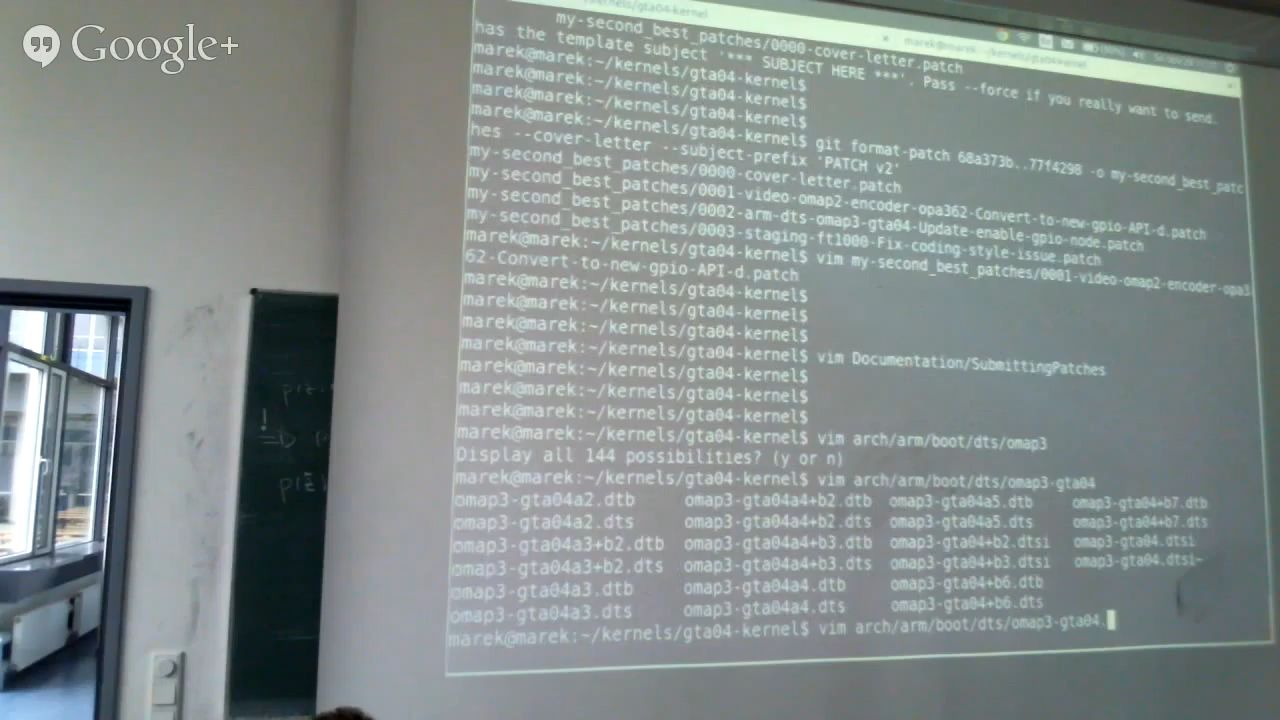 Google+
my-second_best_patches/0000-cover-letter.patch
has the template subject '*** SUBJECT HERE ***'. Pass --force if you really want to send.
marek@marek:~/kernels/gta04-kernel$
marek@marek:~/kernels/gta04-kernel$
marek@marek:~/kernels/gta04-kernel$
marek@marek:~/kernels/gta04-kernel$ git format-patch 68a373b..77f4298 -o my-second_best_patc
hes --cover-letter --subject-prefix 'PATCH v2'
my-second_best_patches/0000-cover-letter.patch
my-second_best_patches/0001-video-omap2-encoder-opa362-Convert-to-new-gpio-API-d.patch
my-second_best_patches/0002-arm-dts-omap3-gta04-Update-enable-gpio-node.patch
my-second_best_patches/0003-staging-ft1000-Fix-coding-style-issue.patch
marek@marek:~/kernels/gta04-kernel$ vim my-second_best_patches/0001-video-omap2-encoder-opa3
62-Convert-to-new-gpio-API-d.patch
marek@marek:~/kernels/gta04-kernel$
marek@marek:~/kernels/gta04-kernel$
marek@marek:~/kernels/gta04-kernel$
marek@marek:~/kernels/gta04-kernel$ vim Documentation/SubmittingPatches
marek@marek:~/kernels/gta04-kernel$
marek@marek:~/kernels/gta04-kernel$
marek@marek:~/kernels/gta04-kernel$
marek@marek:~/kernels/gta04-kernel$ vim arch/arm/boot/dts/omap3
Display all 144 possibilities? (y or n)
marek@marek:~/kernels/gta04-kernel$ vim arch/arm/boot/dts/omap3-gta04
omap3-gta04a2.dtb omap3-gta04a4+b2.dtb omap3-gta04a5.dtb omap3-gta04+b7.dtb
omap3-gta04a2.dts omap3-gta04a4+b2.dts omap3-gta04a5.dts omap3-gta04+b7.dts
omap3-gta04a3+b2.dtb omap3-gta04a4+b3.dtb omap3-gta04+b2.dtsi omap3-gta04.dtsi
omap3-gta04a3+b2.dts omap3-gta04a4+b3.dts omap3-gta04+b3.dtsi omap3-gta04.dtsi~
omap3-gta04a3.dtb omap3-gta04a4.dtb omap3-gta04+b6.dtb
omap3-gta04a3.dts omap3-gta04a4.dts omap3-gta04+b6.dts
marek@marek:~/kernels/gta04-kernel$ vim arch/arm/boot/dts/omap3-gta04.